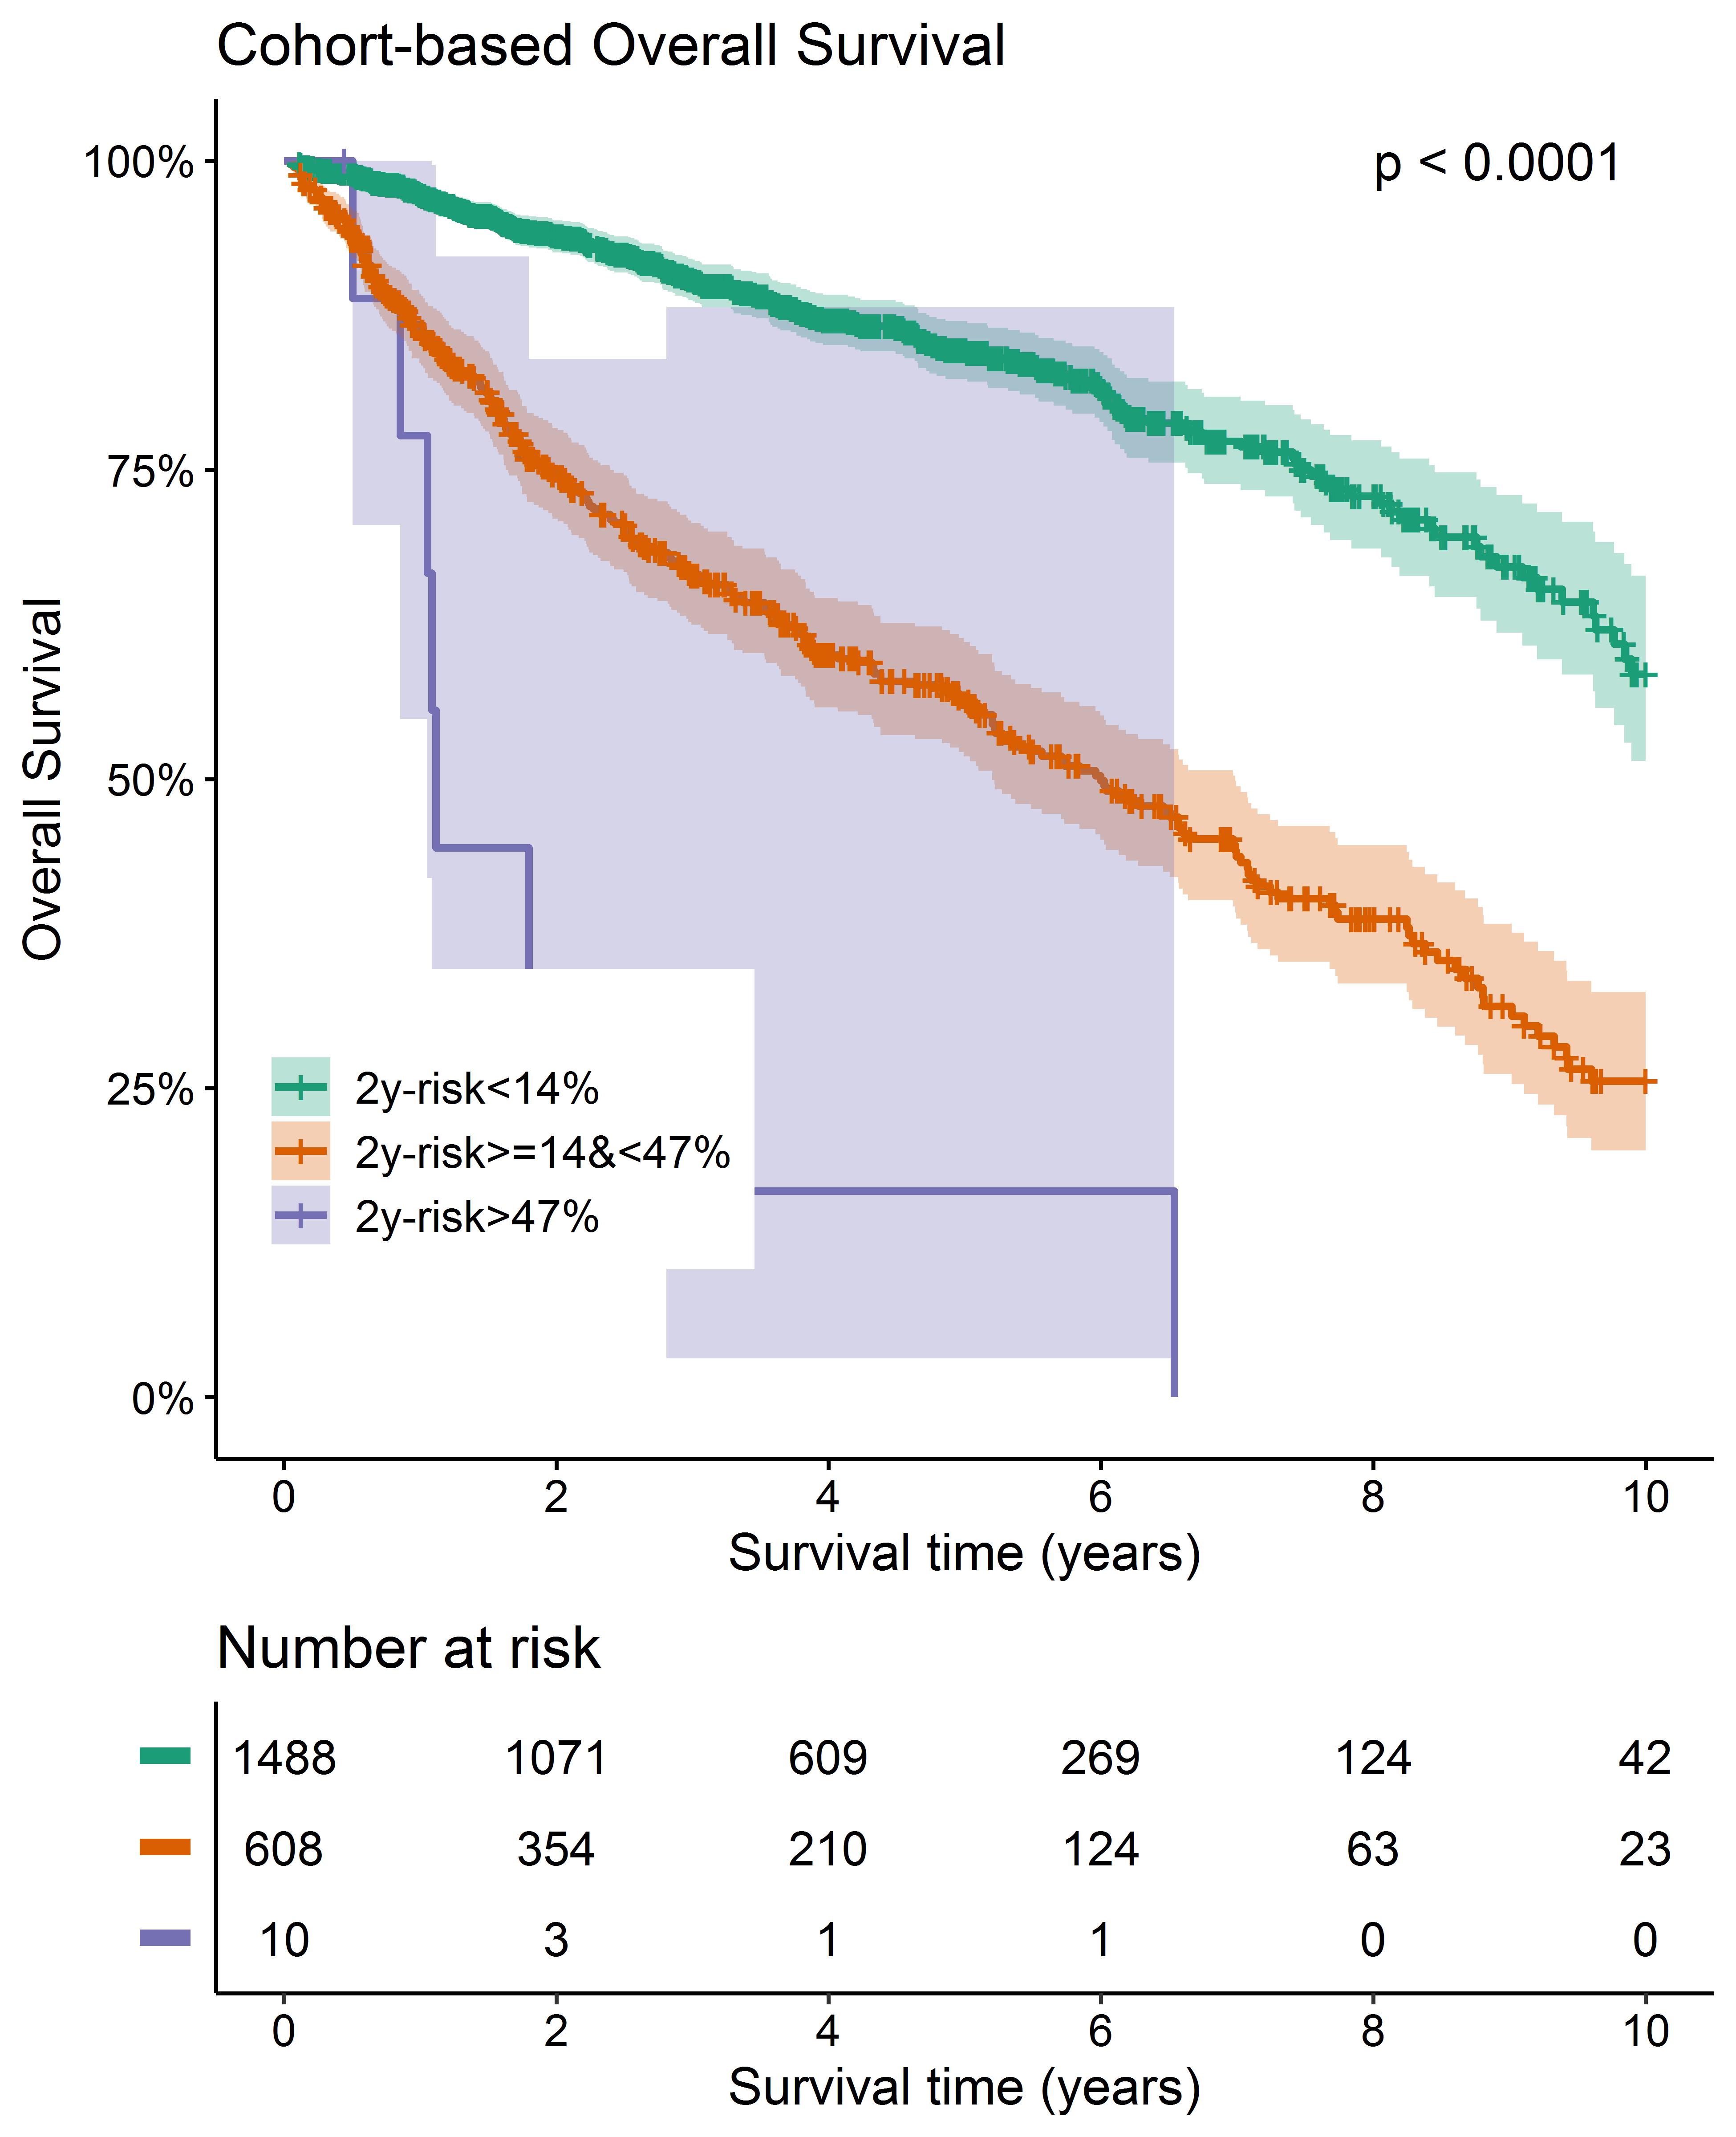 Cohort-based Overall Survival
p < 0.0001
100%
75%
50%
25%
0%
Overall Survival
2y-risk<14%
2y-risk>=14&<47%
2y-risk>47%
0 2 4 6 8 10
Survival time (years)
Number at risk
1488 1071 609 269 124 42
608 354 210 124 63 23
10 3 1 1 0 0
0 2 4 6 8 10
Survival time (years)